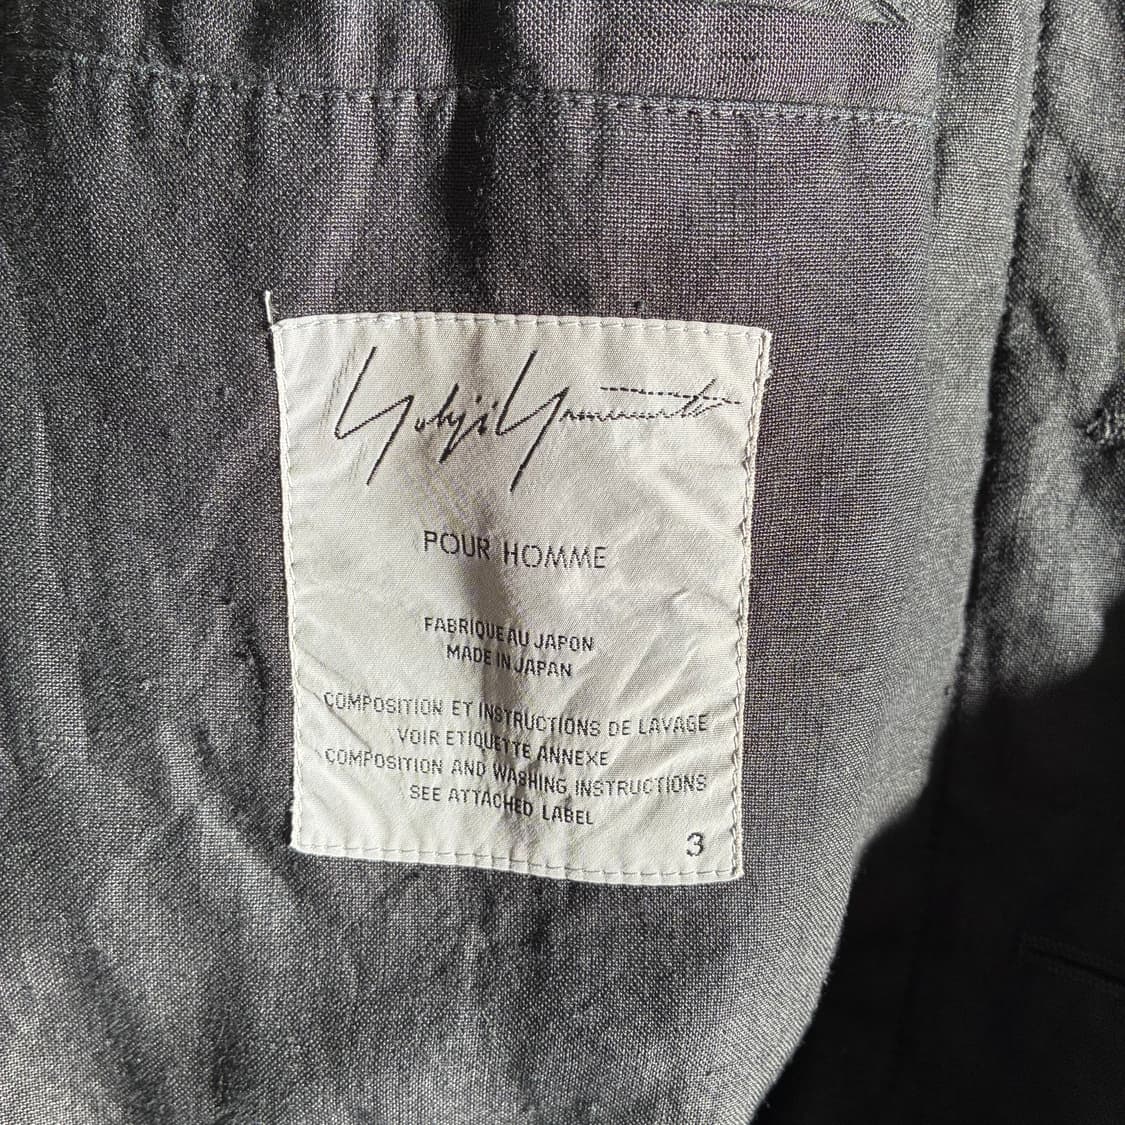 Yohji Yamamoto
POUR HOMME
FABRIQUE AU JAPON
MADE IN JAPAN
COMPOSITION ET INSTRUCTIONS DE LAVAGE
VOIR ETIQUETTE ANNEXE
COMPOSITION AND WASHING INSTRUCTIONS
SEE ATTACHED LABEL
3